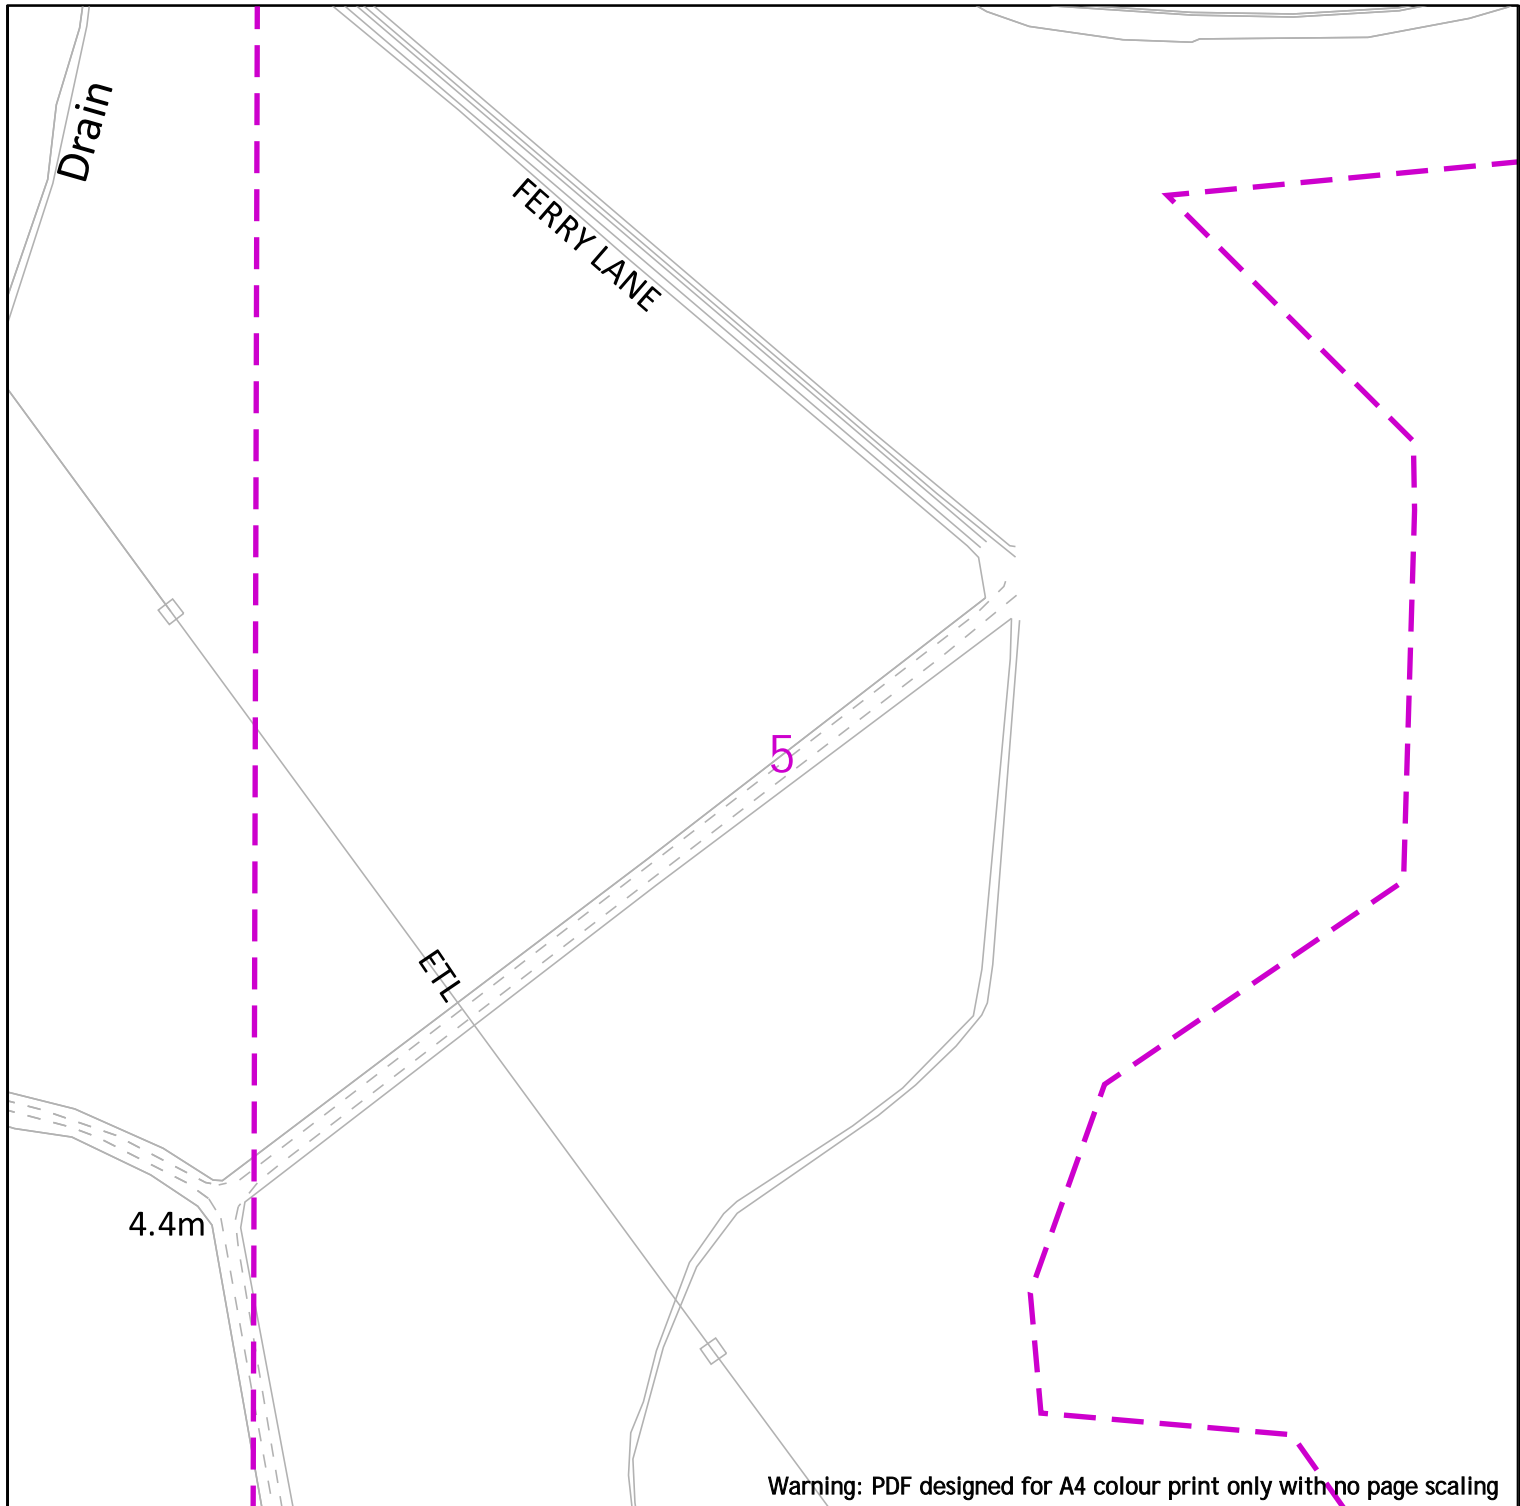 Drain
FERRY LANE
5
ETL
4.4m
Warning: PDF designed for A4 colour print only with no page scaling